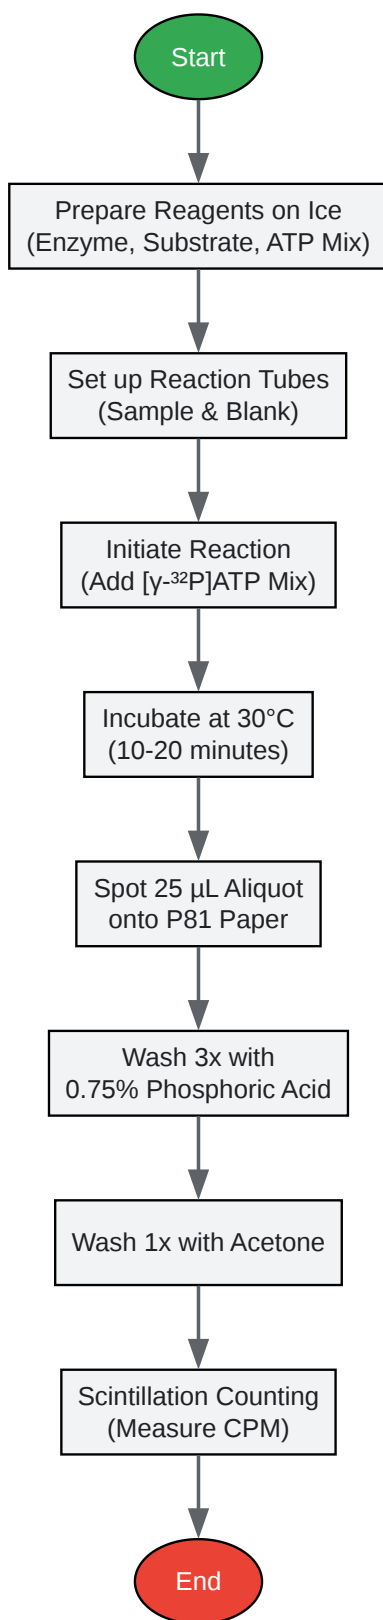 Start
Prepare Reagents on Ice
(Enzyme, Substrate, ATP Mix)
Set up Reaction Tubes
(Sample & Blank)
Initiate Reaction
(Add [γ-³²P]ATP Mix)
Incubate at 30°C
(10-20 minutes)
Spot 25 µL Aliquot
onto P81 Paper
Wash 3x with
0.75% Phosphoric Acid
Wash 1x with Acetone
Scintillation Counting
(Measure CPM)
End